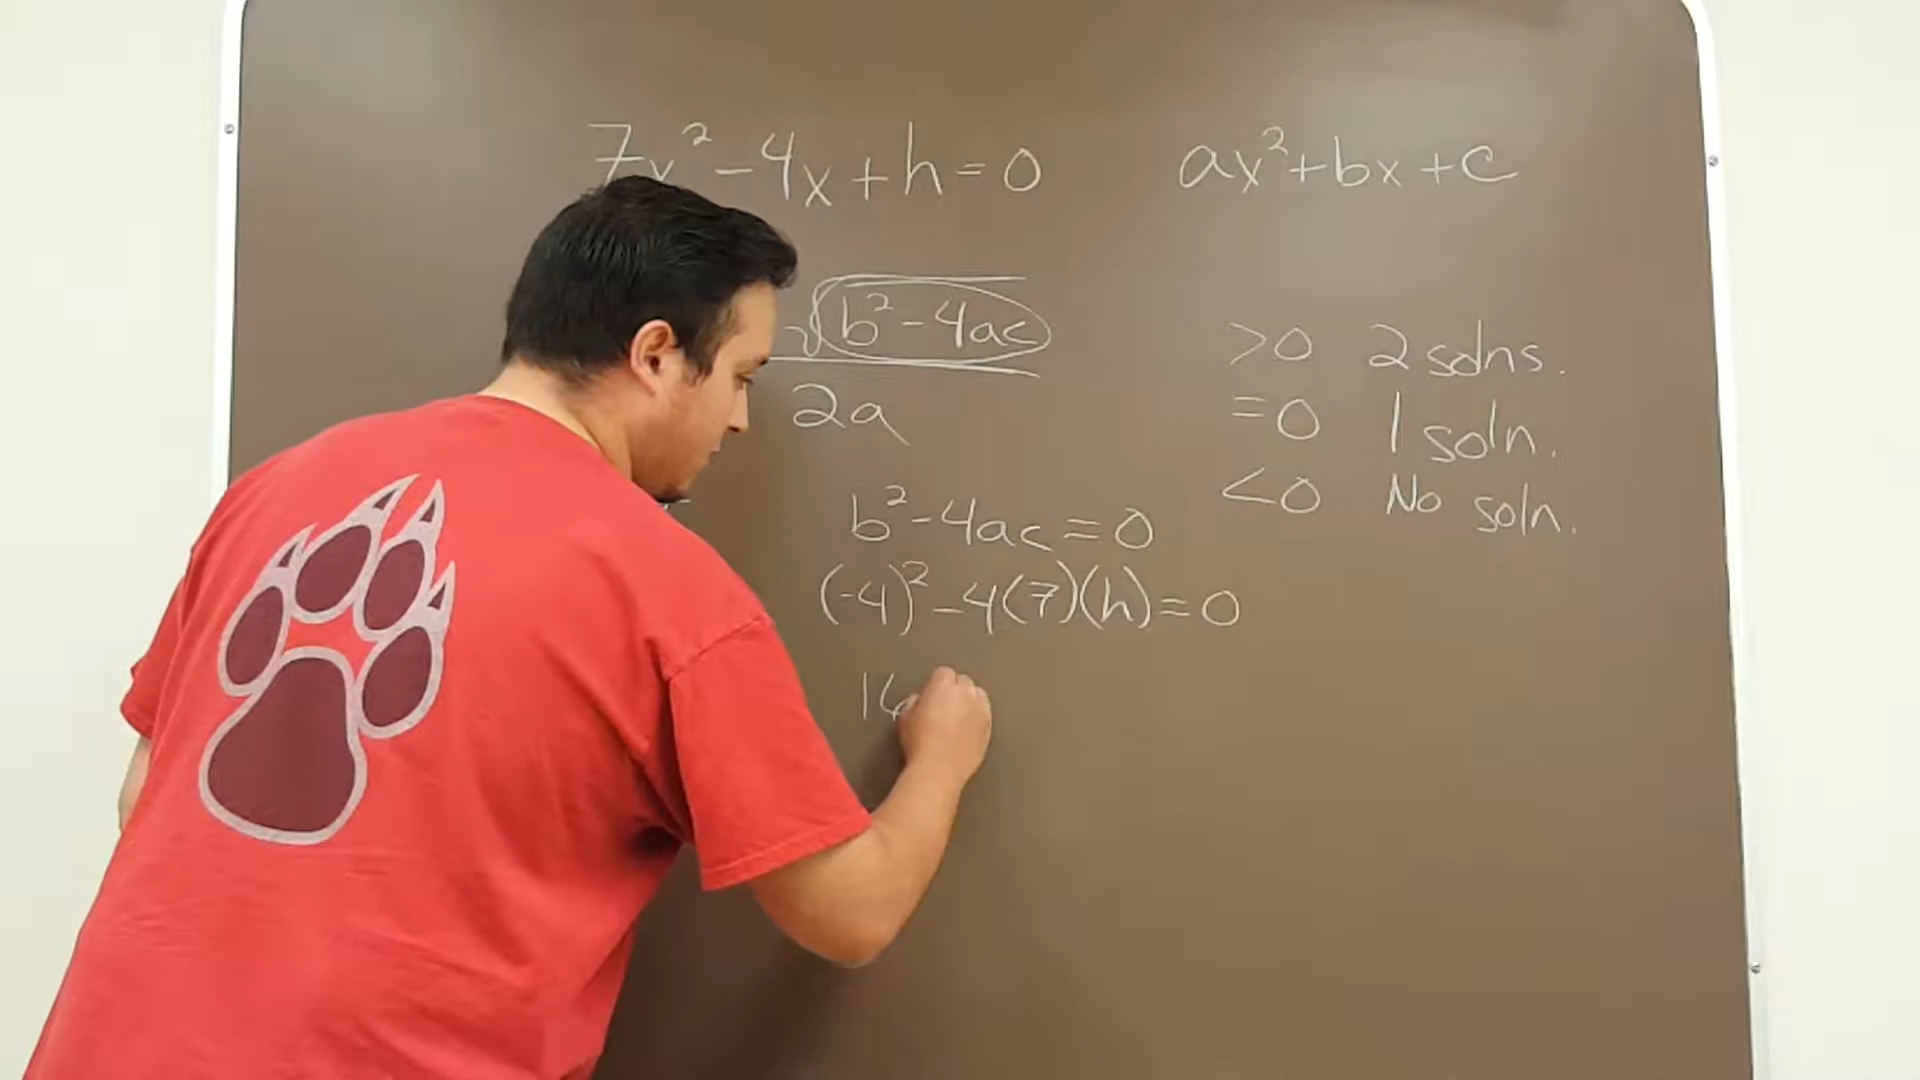 7x² - 4x + h = 0
ax² + bx + c
√b² - 4ac
2a
>0 2 solns.
=0 1 soln.
<0 No soln.
b² - 4ac = 0
(-4)² - 4(7)(h) = 0
16